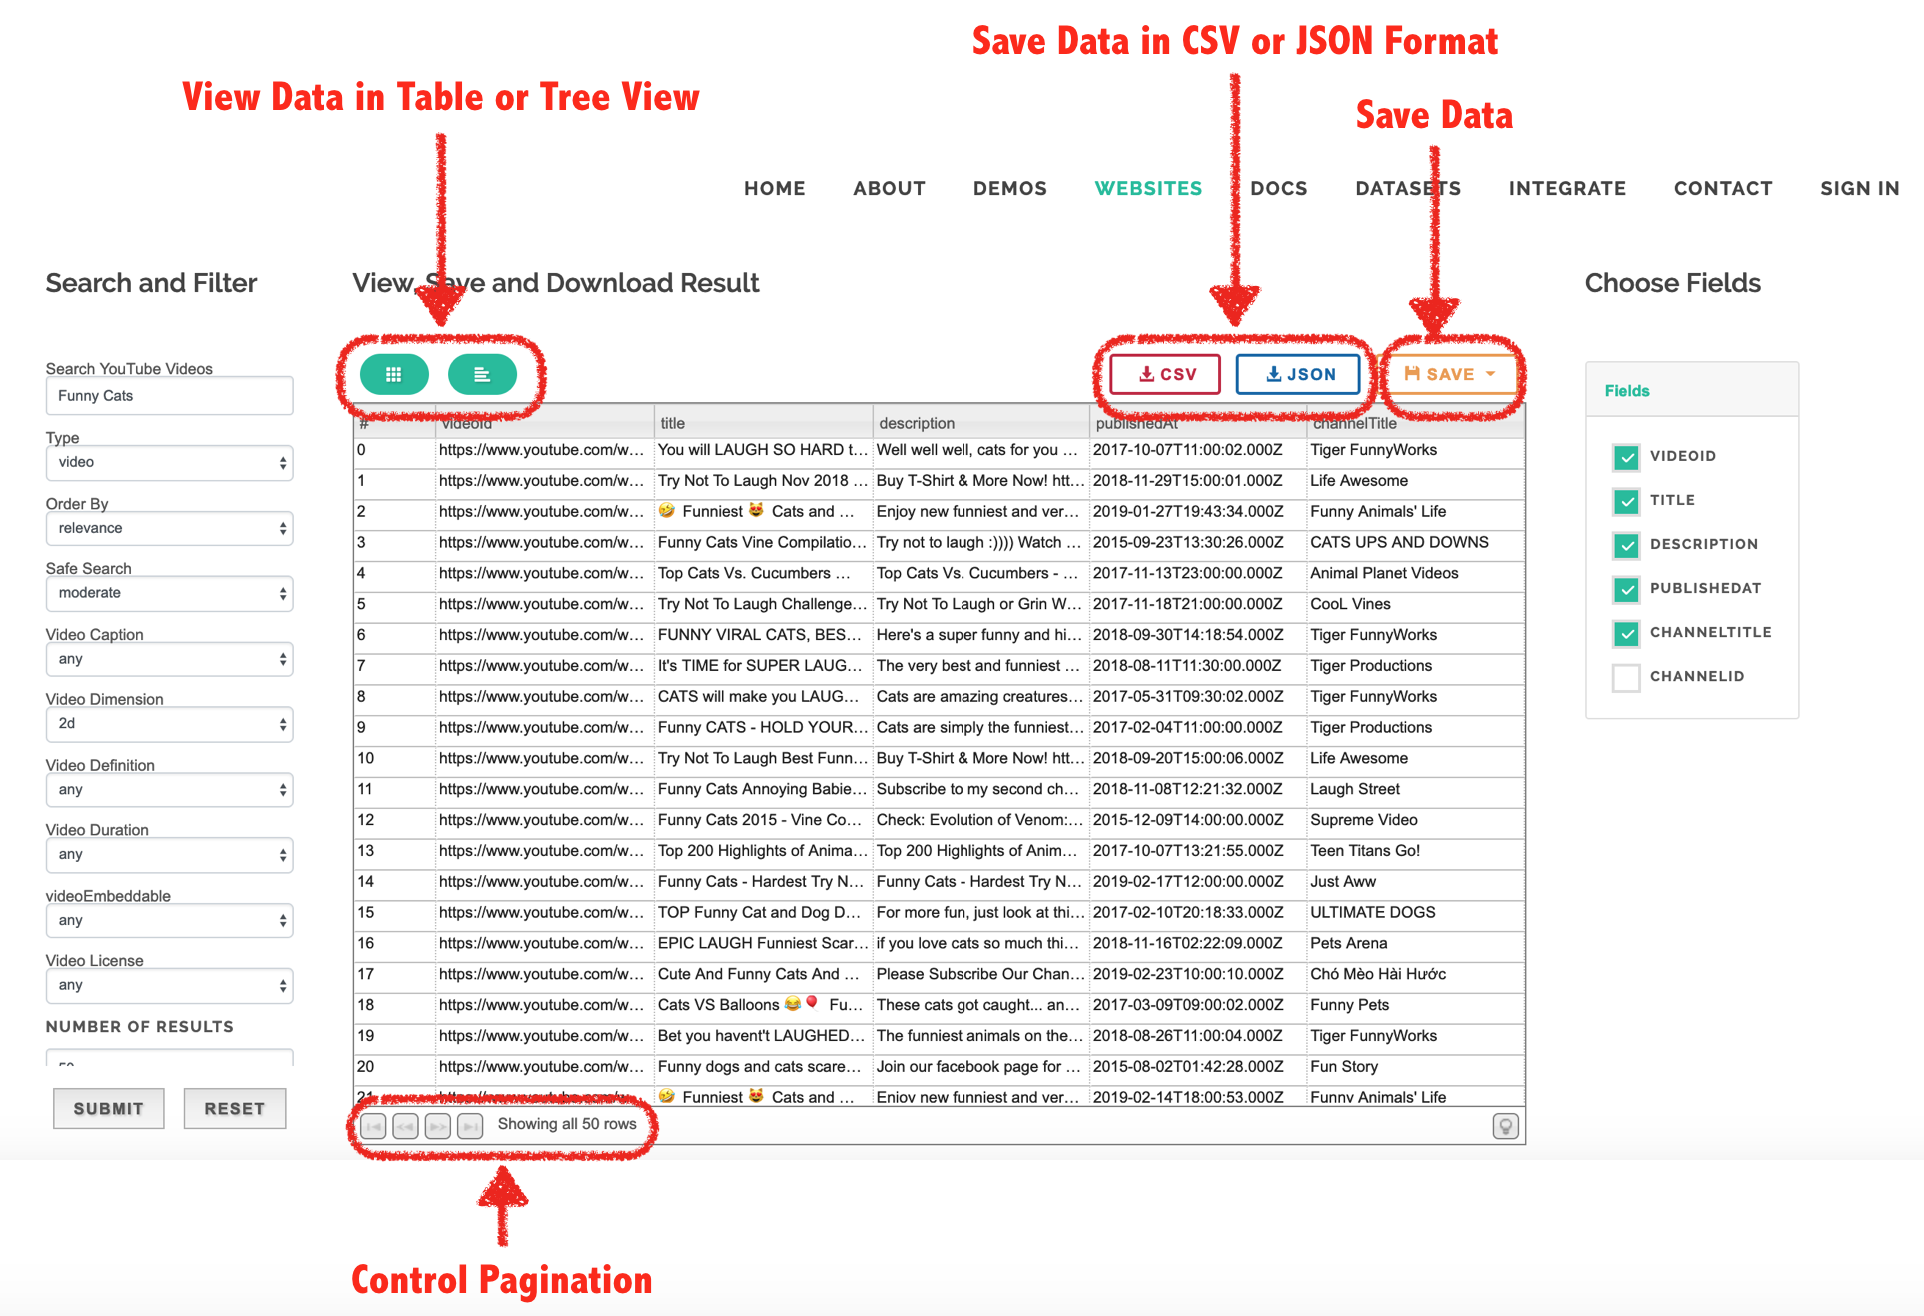 Save Data in CSV or JSON Format
View Data in Table or Tree View
Save Data
HOME ABOUT DEMOS WEBSITES DOCS DATASETS INTEGRATE CONTACT SIGN IN
Search and Filter
View, Save and Download Result
Choose Fields
Search YouTube Videos
Funny Cats
Type
video
Order By
relevance
Safe Search
moderate
Video Caption
any
Video Dimension
2d
Video Definition
any
Video Duration
any
videoEmbeddable
any
Video License
any
NUMBER OF RESULTS
50
SUBMIT RESET
CSV JSON SAVE
# videoId title description publishedAt channelTitle
0 https://www.youtube.com/w... You will LAUGH SO HARD t... Well well well, cats for you ... 2017-10-07T11:00:02.000Z Tiger FunnyWorks
1 https://www.youtube.com/w... Try Not To Laugh Nov 2018 ... Buy T-Shirt & More Now! htt... 2018-11-29T15:00:01.000Z Life Awesome
2 https://www.youtube.com/w... 🤣 Funniest 😻 Cats and ... Enjoy new funniest and ver... 2019-01-27T19:43:34.000Z Funny Animals' Life
3 https://www.youtube.com/w... Funny Cats Vine Compilatio... Try not to laugh :)))) Watch ... 2015-09-23T13:30:26.000Z CATS UPS AND DOWNS
4 https://www.youtube.com/w... Top Cats Vs. Cucumbers ... Top Cats Vs. Cucumbers - ... 2017-11-13T23:00:00.000Z Animal Planet Videos
5 https://www.youtube.com/w... Try Not To Laugh Challenge... Try Not To Laugh or Grin W... 2017-11-18T21:00:00.000Z CooL Vines
6 https://www.youtube.com/w... FUNNY VIRAL CATS, BES... Here's a super funny and hi... 2018-09-30T14:18:54.000Z Tiger FunnyWorks
7 https://www.youtube.com/w... It's TIME for SUPER LAUG... The very best and funniest ... 2018-08-11T11:30:00.000Z Tiger Productions
8 https://www.youtube.com/w... CATS will make you LAUG... Cats are amazing creatures... 2017-05-31T09:30:02.000Z Tiger FunnyWorks
9 https://www.youtube.com/w... Funny CATS - HOLD YOUR... Cats are simply the funniest... 2017-02-04T11:00:00.000Z Tiger Productions
10 https://www.youtube.com/w... Try Not To Laugh Best Funn... Buy T-Shirt & More Now! htt... 2018-09-20T15:00:06.000Z Life Awesome
11 https://www.youtube.com/w... Funny Cats Annoying Babie... Subscribe to my second ch... 2018-11-08T12:21:32.000Z Laugh Street
12 https://www.youtube.com/w... Funny Cats 2015 - Vine Co... Check: Evolution of Venom:... 2015-12-09T14:00:00.000Z Supreme Video
13 https://www.youtube.com/w... Top 200 Highlights of Anima... Top 200 Highlights of Anim... 2017-10-07T13:21:55.000Z Teen Titans Go!
14 https://www.youtube.com/w... Funny Cats - Hardest Try N... Funny Cats - Hardest Try N... 2019-02-17T12:00:00.000Z Just Aww
15 https://www.youtube.com/w... TOP Funny Cat and Dog D... For more fun, just look at thi... 2017-02-10T20:18:33.000Z ULTIMATE DOGS
16 https://www.youtube.com/w... EPIC LAUGH Funniest Scar... if you love cats so much thi... 2018-11-16T02:22:09.000Z Pets Arena
17 https://www.youtube.com/w... Cute And Funny Cats And ... Please Subscribe Our Chan... 2019-02-23T10:00:10.000Z Chó Mèo Hài Hước
18 https://www.youtube.com/w... Cats VS Balloons 😂🎈 Fu... These cats got caught... an... 2017-03-09T09:00:02.000Z Funny Pets
19 https://www.youtube.com/w... Bet you haven't LAUGHED... The funniest animals on the... 2018-08-26T11:00:04.000Z Tiger FunnyWorks
20 https://www.youtube.com/w... Funny dogs and cats scare... Join our facebook page for ... 2015-08-02T01:42:28.000Z Fun Story
21 https://www.youtube.com/w... 🤣 Funniest 😻 Cats and ... Enjoy new funniest and ver... 2019-02-14T18:00:53.000Z Funny Animals' Life
Showing all 50 rows
Fields
VIDEOID
TITLE
DESCRIPTION
PUBLISHEDAT
CHANNELTITLE
CHANNELID
Control Pagination